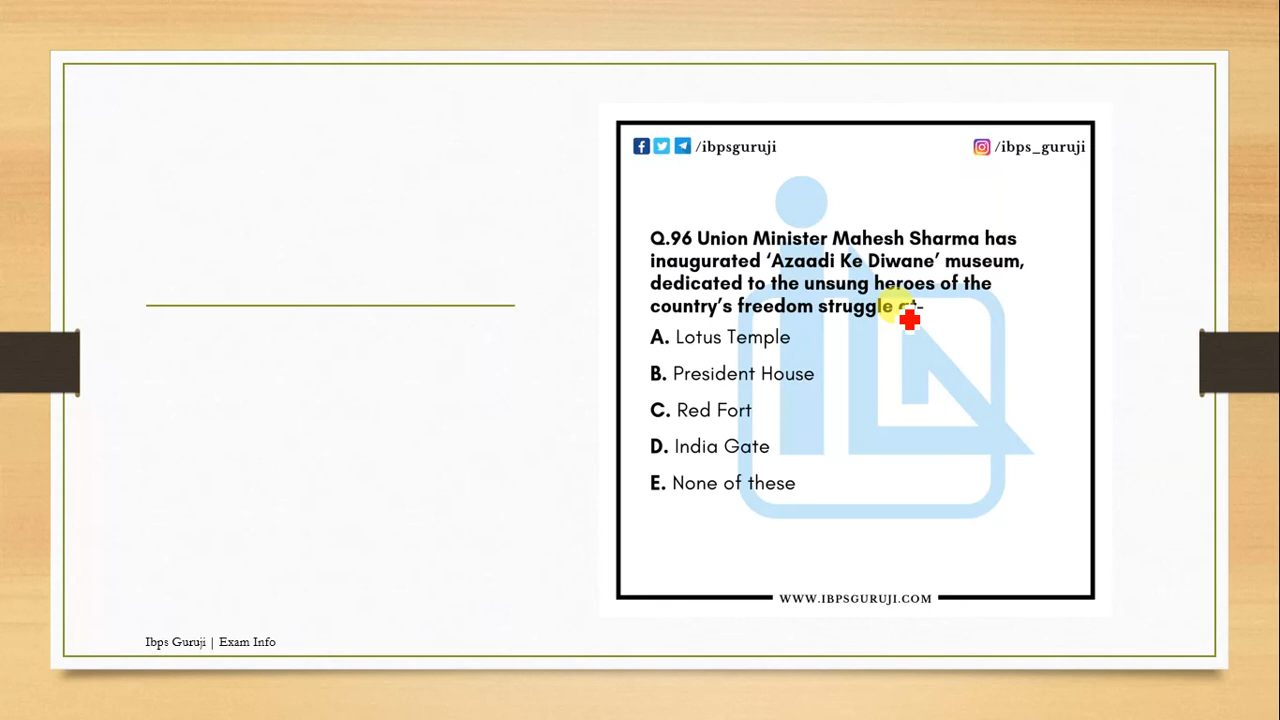 /ibpsguruji
/ibps_guruji
Q.96 Union Minister Mahesh Sharma has
inaugurated ‘Azaadi Ke Diwane’ museum,
dedicated to the unsung heroes of the
country’s freedom struggle at-
A. Lotus Temple
B. President House
C. Red Fort
D. India Gate
E. None of these
WWW.IBPSGURUJI.COM
Ibps Guruji | Exam Info